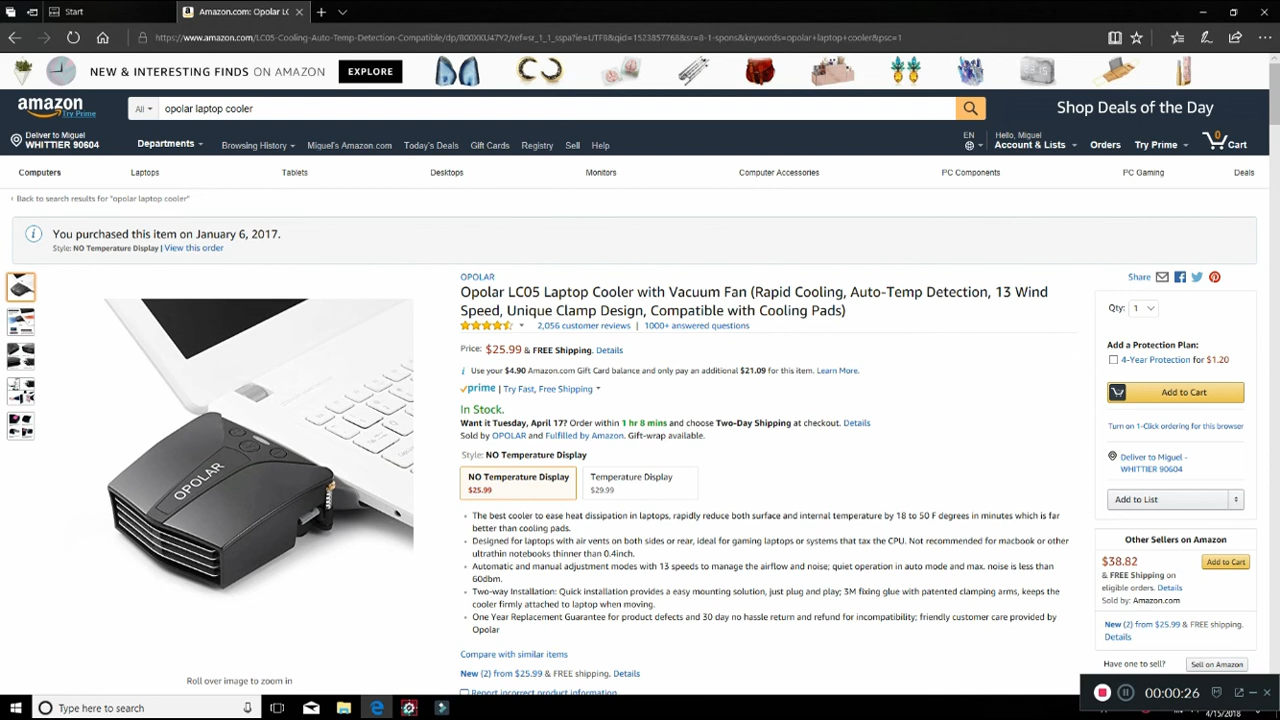 Start
Amazon.com: Opolar LC
https://www.amazon.com/LC05-Cooling-Auto-Temp-Detection-Compatible/dp/B00XKU47Y2/ref=sr_1_1_sspa?ie=UTF8&qid=1523857768&sr=8-1-spons&keywords=opolar+laptop+cooler&psc=1
NEW & INTERESTING FINDS ON AMAZON EXPLORE
amazon
Try Prime
All opolar laptop cooler
Shop Deals of the Day
Deliver to Miguel
WHITTIER 90604
Departments Browsing History Miguel's Amazon.com Today's Deals Gift Cards Registry Sell Help
EN
Hello, Miguel
Account & Lists Orders Try Prime 0 Cart
Computers Laptops Tablets Desktops Monitors Computer Accessories PC Components PC Gaming Deals
‹ Back to search results for "opolar laptop cooler"
You purchased this item on January 6, 2017.
Style: NO Temperature Display | View this order
OPOLAR
OPOLAR
Opolar LC05 Laptop Cooler with Vacuum Fan (Rapid Cooling, Auto-Temp Detection, 13 Wind
Speed, Unique Clamp Design, Compatible with Cooling Pads)
2,056 customer reviews | 1000+ answered questions
Price: $25.99 & FREE Shipping. Details
Use your $4.90 Amazon.com Gift Card balance and only pay an additional $21.09 for this item. Learn More.
prime | Try Fast, Free Shipping
In Stock.
Want it Tuesday, April 17? Order within 1 hr 8 mins and choose Two-Day Shipping at checkout. Details
Sold by OPOLAR and Fulfilled by Amazon. Gift-wrap available.
Style: NO Temperature Display
NO Temperature Display
$25.99
Temperature Display
$29.99
• The best cooler to ease heat dissipation in laptops, rapidly reduce both surface and internal temperature by 18 to 50 F degrees in minutes which is far
better than cooling pads.
• Designed for laptops with air vents on both sides or rear, ideal for gaming laptops or systems that tax the CPU. Not recommended for macbook or other
ultrathin notebooks thinner than 0.4inch.
• Automatic and manual adjustment modes with 13 speeds to manage the airflow and noise; quiet operation in auto mode and max. noise is less than
60dbm.
• Two-way Installation: Quick installation provides a easy mounting solution, just plug and play; 3M fixing glue with patented clamping arms, keeps the
cooler firmly attached to laptop when moving.
• One Year Replacement Guarantee for product defects and 30 day no hassle return and refund for incompatibility; friendly customer care provided by
Opolar
Compare with similar items
New (2) from $25.99 & FREE shipping. Details
Report incorrect product information.
Roll over image to zoom in
Share
Qty: 1
Add a Protection Plan:
4-Year Protection for $1.20
Add to Cart
Turn on 1-Click ordering for this browser
Deliver to Miguel -
WHITTIER 90604
Add to List
Other Sellers on Amazon
$38.82 Add to Cart
& FREE Shipping on
eligible orders. Details
Sold by: Amazon.com
New (2) from $25.99 & FREE shipping.
Details
Have one to sell? Sell on Amazon
00:00:26
Type here to search
4/15/2018